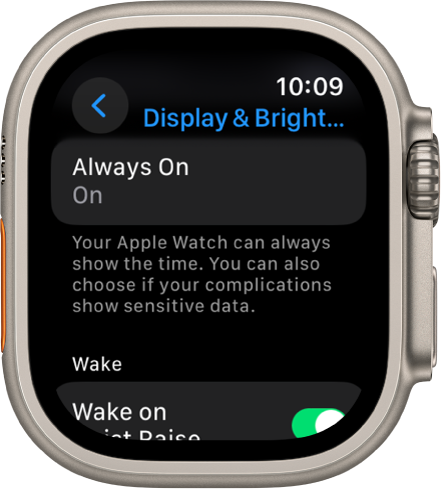 10:09
Display & Bright...
Always On
On
Your Apple Watch can always
show the time. You can also
choose if your complications
show sensitive data.
Wake
Wake on
Raise